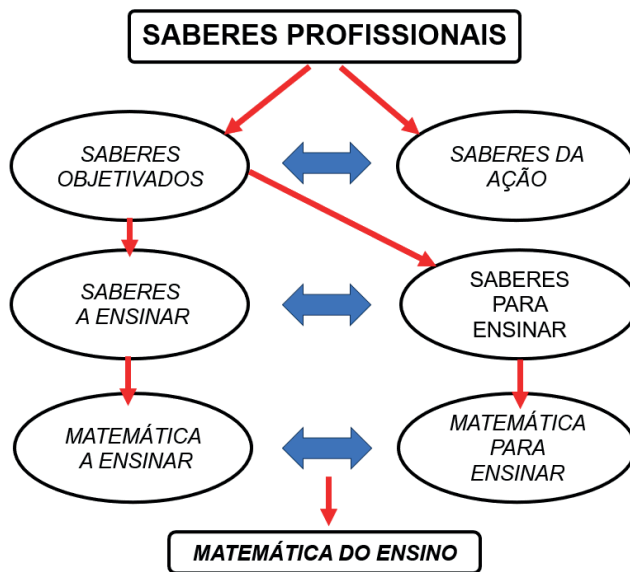 SABERES PROFISSIONAIS
SABERES
OBJETIVADOS
SABERES DA
AÇÃO
SABERES
A ENSINAR
SABERES
PARA
ENSINAR
MATEMÁTICA
A ENSINAR
MATEMÁTICA
PARA
ENSINAR
MATEMÁTICA DO ENSINO